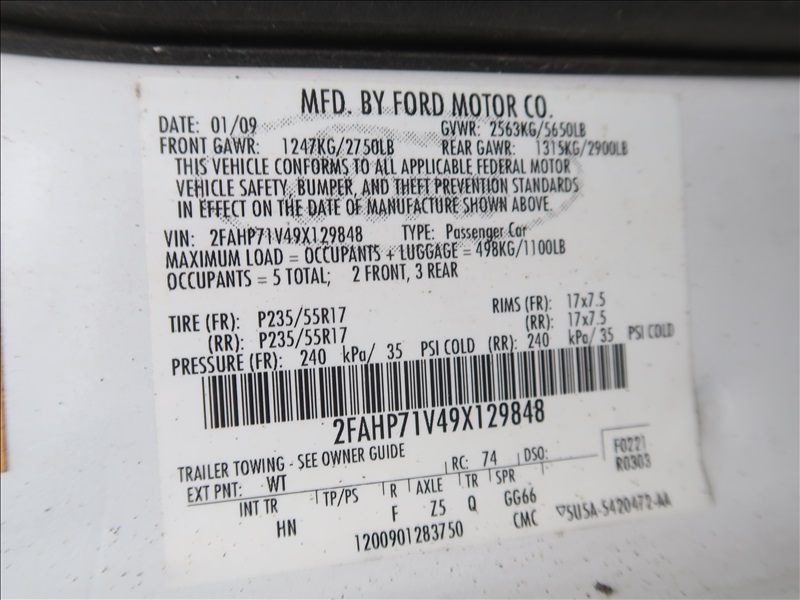 MFD. BY FORD MOTOR CO.
DATE: 01/09 GVWR: 2563KG/5650LB
FRONT GAWR: 1247KG/2750LB REAR GAWR: 1315KG/2900LB
THIS VEHICLE CONFORMS TO ALL APPLICABLE FEDERAL MOTOR
VEHICLE SAFETY, BUMPER, AND THEFT PREVENTION STANDARDS
IN EFFECT ON THE DATE OF MANUFACTURE SHOWN ABOVE.
VIN: 2FAHP71V49X129848 TYPE: Passenger Car
MAXIMUM LOAD = OCCUPANTS + LUGGAGE = 498KG/1100LB
OCCUPANTS = 5 TOTAL; 2 FRONT, 3 REAR
TIRE (FR): P235/55R17 RIMS (FR): 17x7.5
(RR): P235/55R17 (RR): 17x7.5
PRESSURE (FR): 240 kPa/ 35 PSI COLD (RR): 240 kPa/ 35 PSI COLD
2FAHP71V49X129848
TRAILER TOWING - SEE OWNER GUIDE RC: 74 DSO: F0221
EXT PNT: WT R0303
INT TR TP/PS R AXLE TR SPR
HN F Z5 Q GG66
1200901283750 CMC ▽5U5A-5420472-AA